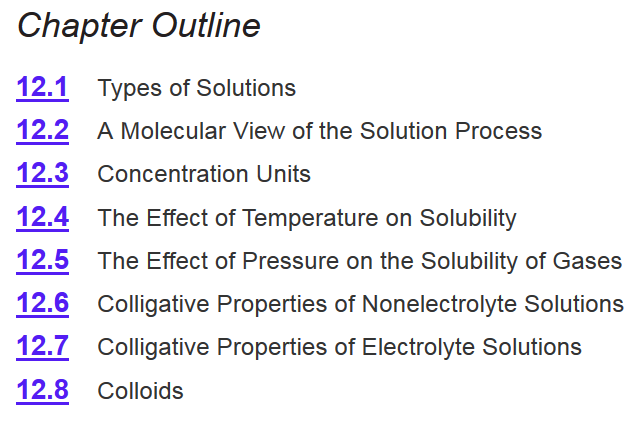 Chapter Outline
12.1 Types of Solutions
12.2 A Molecular View of the Solution Process
12.3 Concentration Units
12.4 The Effect of Temperature on Solubility
12.5 The Effect of Pressure on the Solubility of Gases
12.6 Colligative Properties of Nonelectrolyte Solutions
12.7 Colligative Properties of Electrolyte Solutions
12.8 Colloids